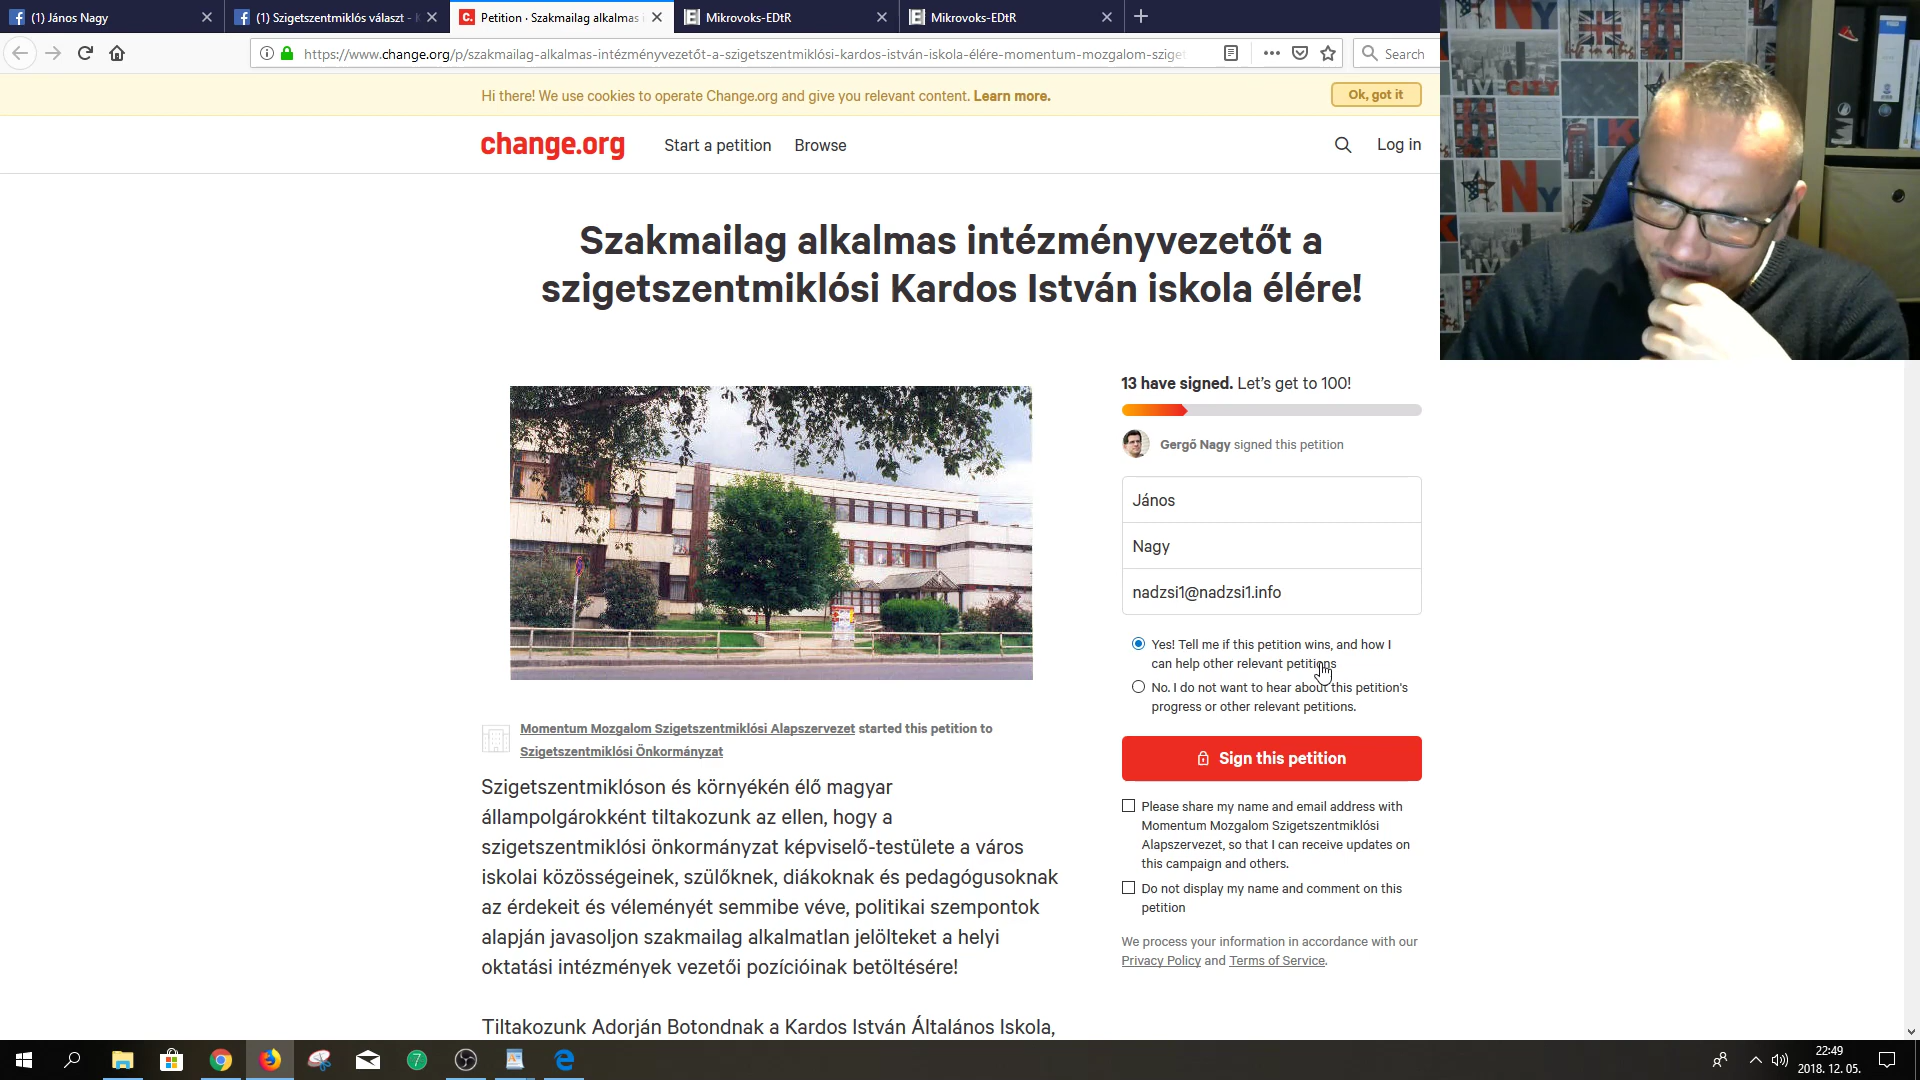 (1) János Nagy
(1) Szigetszentmiklós választ -
Petition · Szakmailag alkalmas
Mikrovoks-EDtR
Mikrovoks-EDtR
https://www.change.org/p/szakmailag-alkalmas-intézményvezetőt-a-szigetszentmiklósi-kardos-istván-iskola-élére-momentum-mozgalom-sziget
Search
Hi there! We use cookies to operate Change.org and give you relevant content. Learn more.
Ok, got it
change.org
Start a petition
Browse
Log in
Szakmailag alkalmas intézményvezetőt a
szigetszentmiklósi Kardos István iskola élére!
13 have signed. Let’s get to 100!
Gergő Nagy signed this petition
János
Nagy
nadzsi1@nadzsi1.info
Yes! Tell me if this petition wins, and how I
can help other relevant petitions
No. I do not want to hear about this petition's
progress or other relevant petitions.
Sign this petition
Please share my name and email address with
Momentum Mozgalom Szigetszentmiklósi
Alapszervezet, so that I can receive updates on
this campaign and others.
Do not display my name and comment on this
petition
We process your information in accordance with our
Privacy Policy and Terms of Service.
Momentum Mozgalom Szigetszentmiklósi Alapszervezet started this petition to
Szigetszentmiklósi Önkormányzat
Szigetszentmiklóson és környékén élő magyar
állampolgárokként tiltakozunk az ellen, hogy a
szigetszentmiklósi önkormányzat képviselő-testülete a város
iskolai közösségeinek, szülőknek, diákoknak és pedagógusoknak
az érdekeit és véleményét semmibe véve, politikai szempontok
alapján javasoljon szakmailag alkalmatlan jelölteket a helyi
oktatási intézmények vezetői pozícióinak betöltésére!
Tiltakozunk Adorján Botondnak a Kardos István Általános Iskola,
22:49
2018. 12. 05.